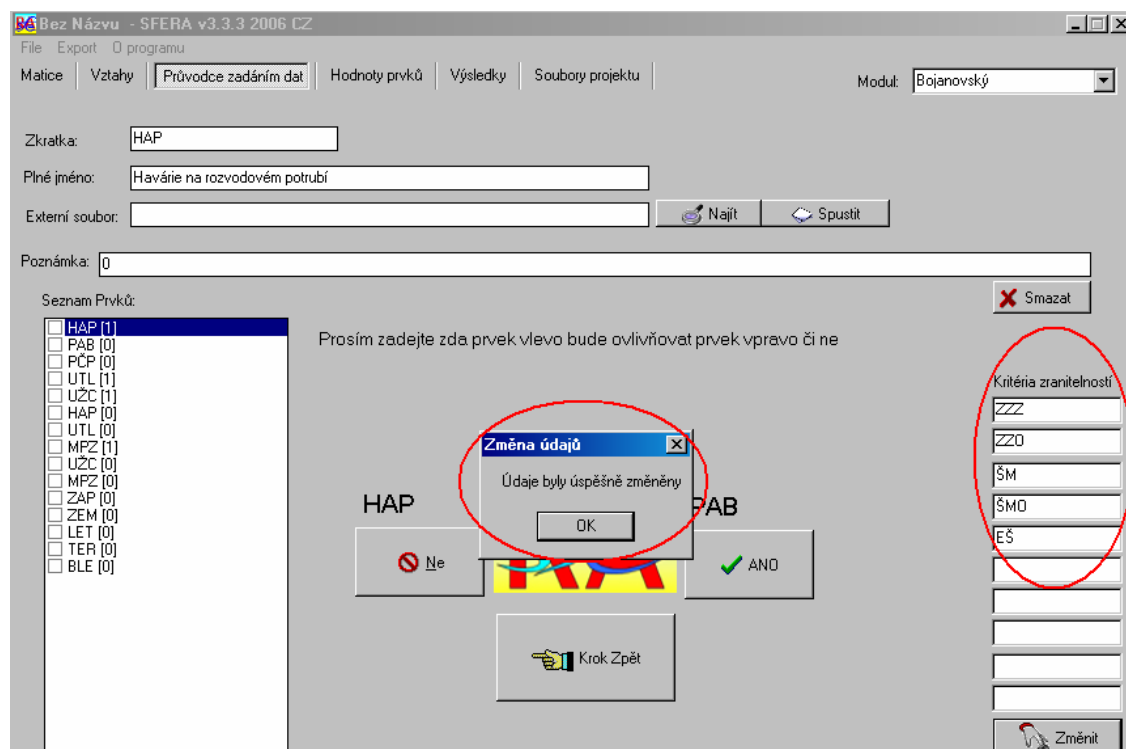 Bez Názvu - SFERA v3.3.3 2006 CZ
File Export O programu
Matice Vztahy Průvodce zadáním dat Hodnoty prvků Výsledky Soubory projektu
Modul: Bojanovský
Zkratka: HAP
Plné jméno: Havárie na rozvodovém potrubí
Externí soubor: Najít Spustit
Poznámka: 0
Seznam Prvků: Smazat
HAP [1]
PAB [0]
PČP [0]
UTL [1]
UŽC [1]
HAP [0]
UTL [0]
MPZ [1]
UŽC [0]
MPZ [0]
ZAP [0]
ZEM [0]
LET [0]
TER [0]
BLE [0]
Prosím zadejte zda prvek vlevo bude ovlivňovat prvek vpravo či ne
Změna údajů
Údaje byly úspěšně změněny
OK
HAP PAB
Ne ANO
Krok Zpět
Kritéria zranitelností
ZZZ
ZZO
ŠM
ŠMO
EŠ
Změnit